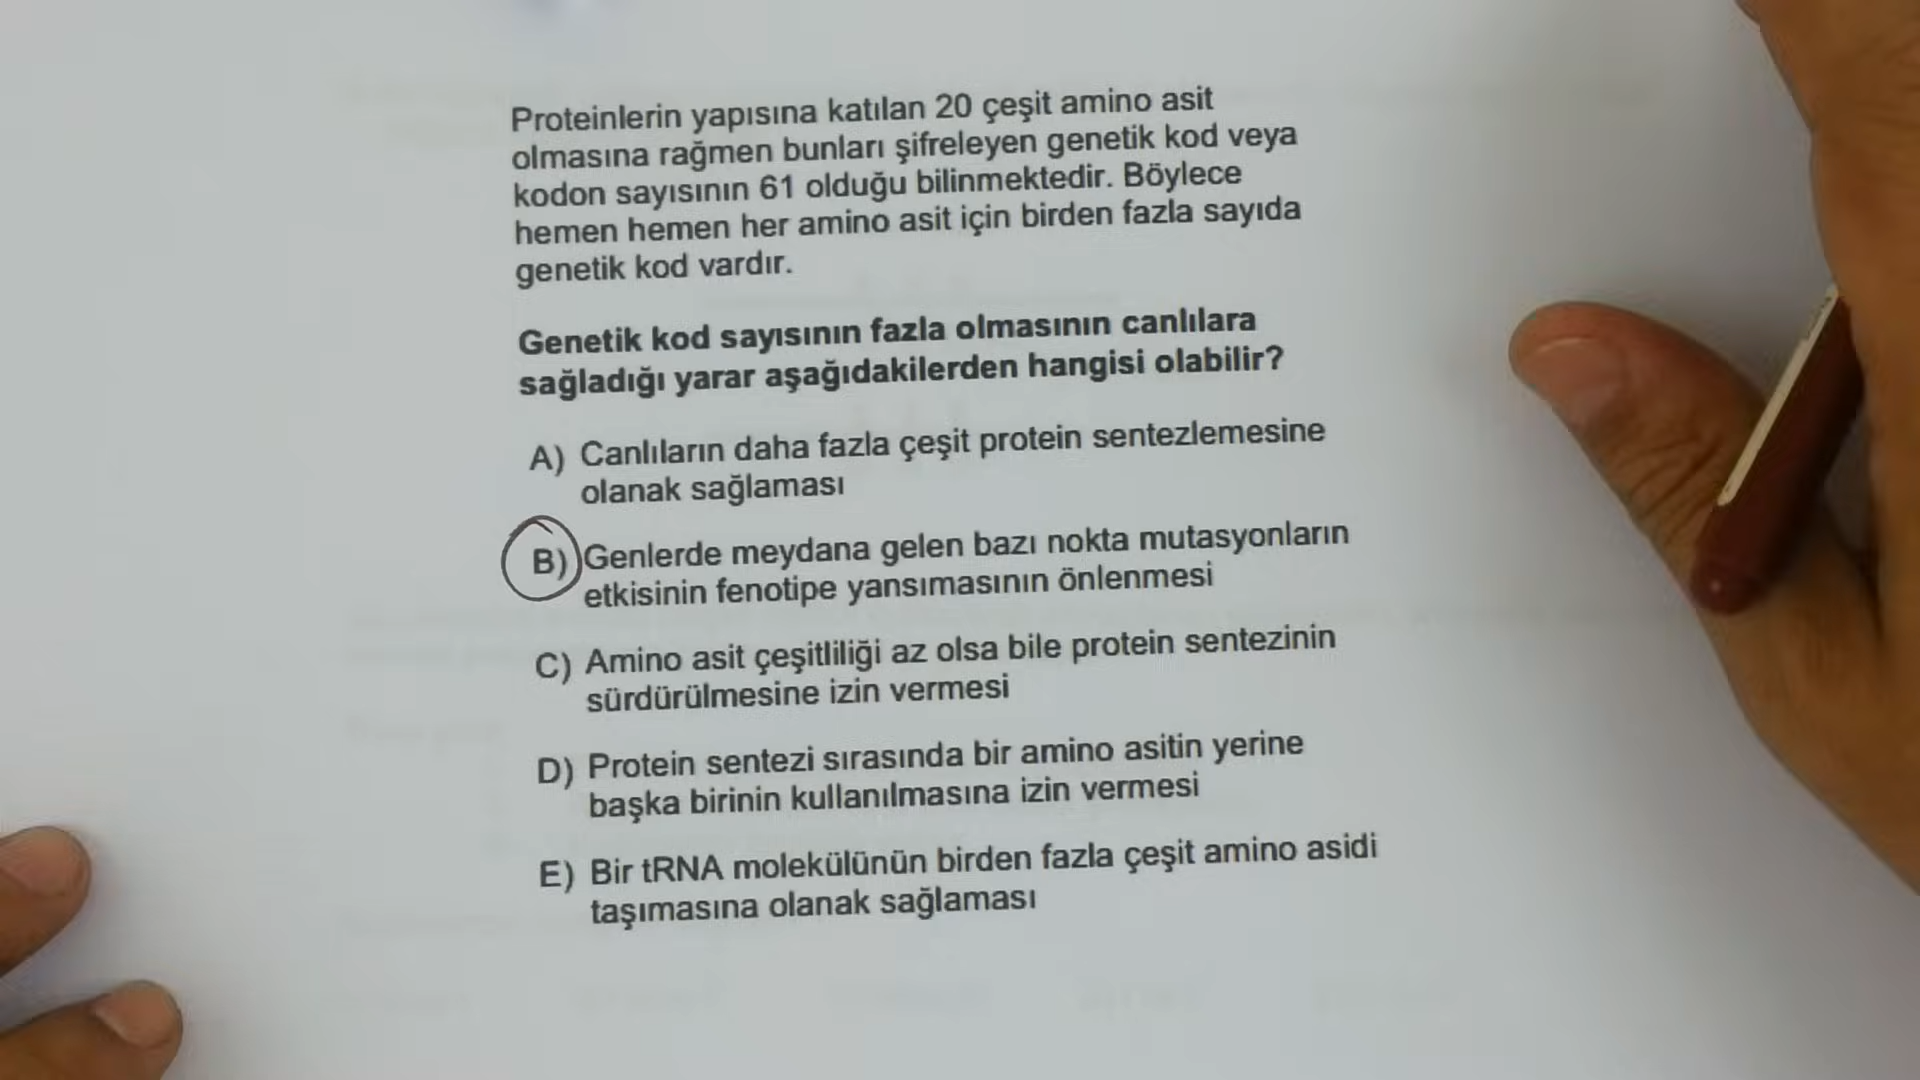 Proteinlerin yapısına katılan 20 çeşit amino asit
olmasına rağmen bunları şifreleyen genetik kod veya
kodon sayısının 61 olduğu bilinmektedir. Böylece
hemen hemen her amino asit için birden fazla sayıda
genetik kod vardır.
Genetik kod sayısının fazla olmasının canlılara
sağladığı yarar aşağıdakilerden hangisi olabilir?
A) Canlıların daha fazla çeşit protein sentezlemesine
olanak sağlaması
B) Genlerde meydana gelen bazı nokta mutasyonların
etkisinin fenotipe yansımasının önlenmesi
C) Amino asit çeşitliliği az olsa bile protein sentezinin
sürdürülmesine izin vermesi
D) Protein sentezi sırasında bir amino asitin yerine
başka birinin kullanılmasına izin vermesi
E) Bir tRNA molekülünün birden fazla çeşit amino asidi
taşımasına olanak sağlaması